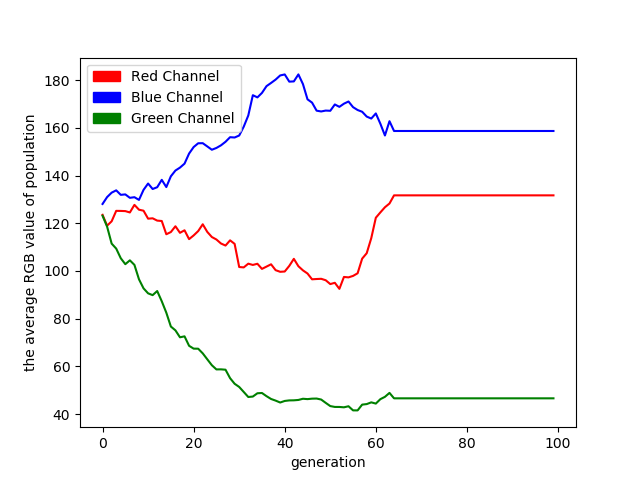 Red Channel
Blue Channel
Green Channel
the average RGB value of population
180
160
140
120
100
80
60
40
0 20 40 60 80 100
generation